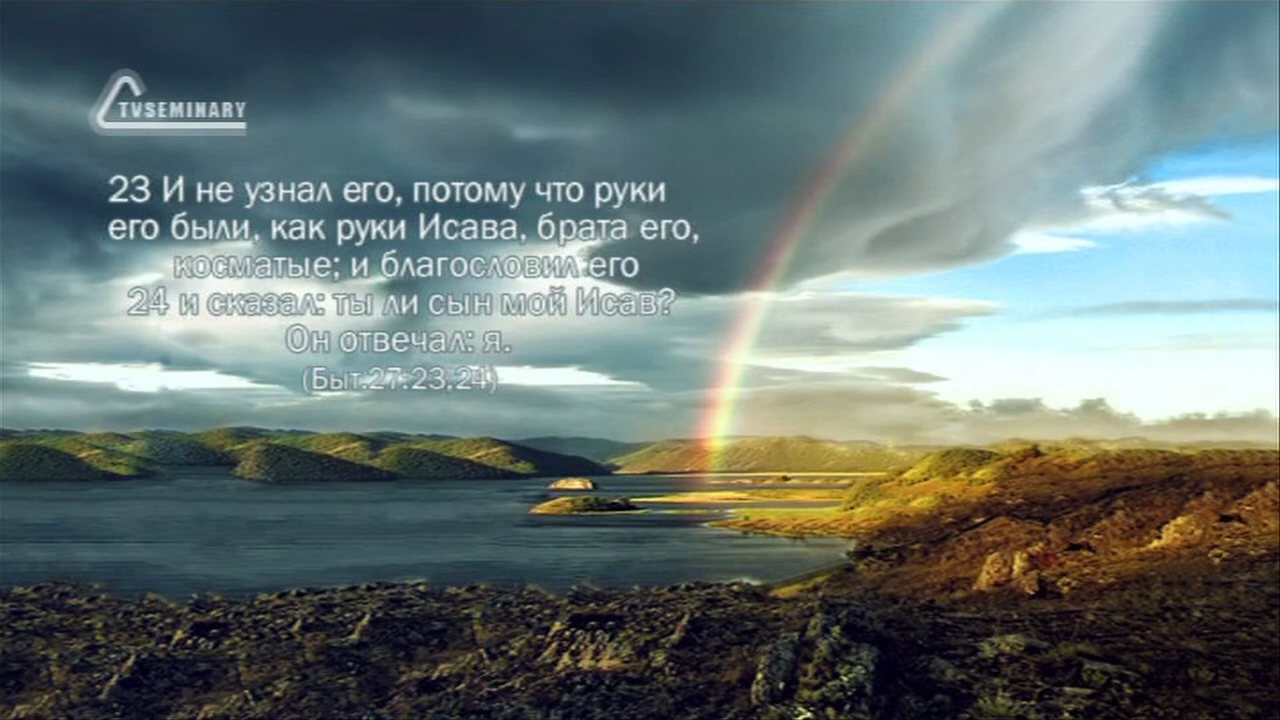 TVSEMINARY
23 И не узнал его, потому что руки
его были, как руки Исава, брата его,
косматые; и благословил его
24 и сказал: ты ли сын мой Исав?
Он отвечал: я.
(Быт.27:23,24)